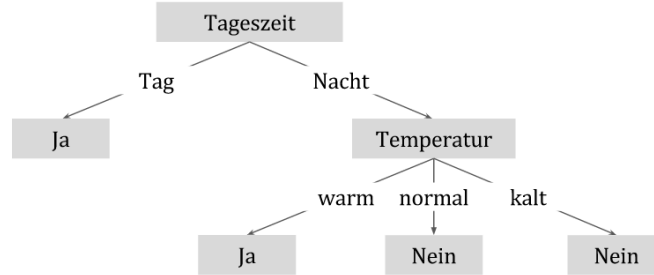 Tageszeit
Tag Nacht
Ja Temperatur
warm normal kalt
Ja Nein Nein